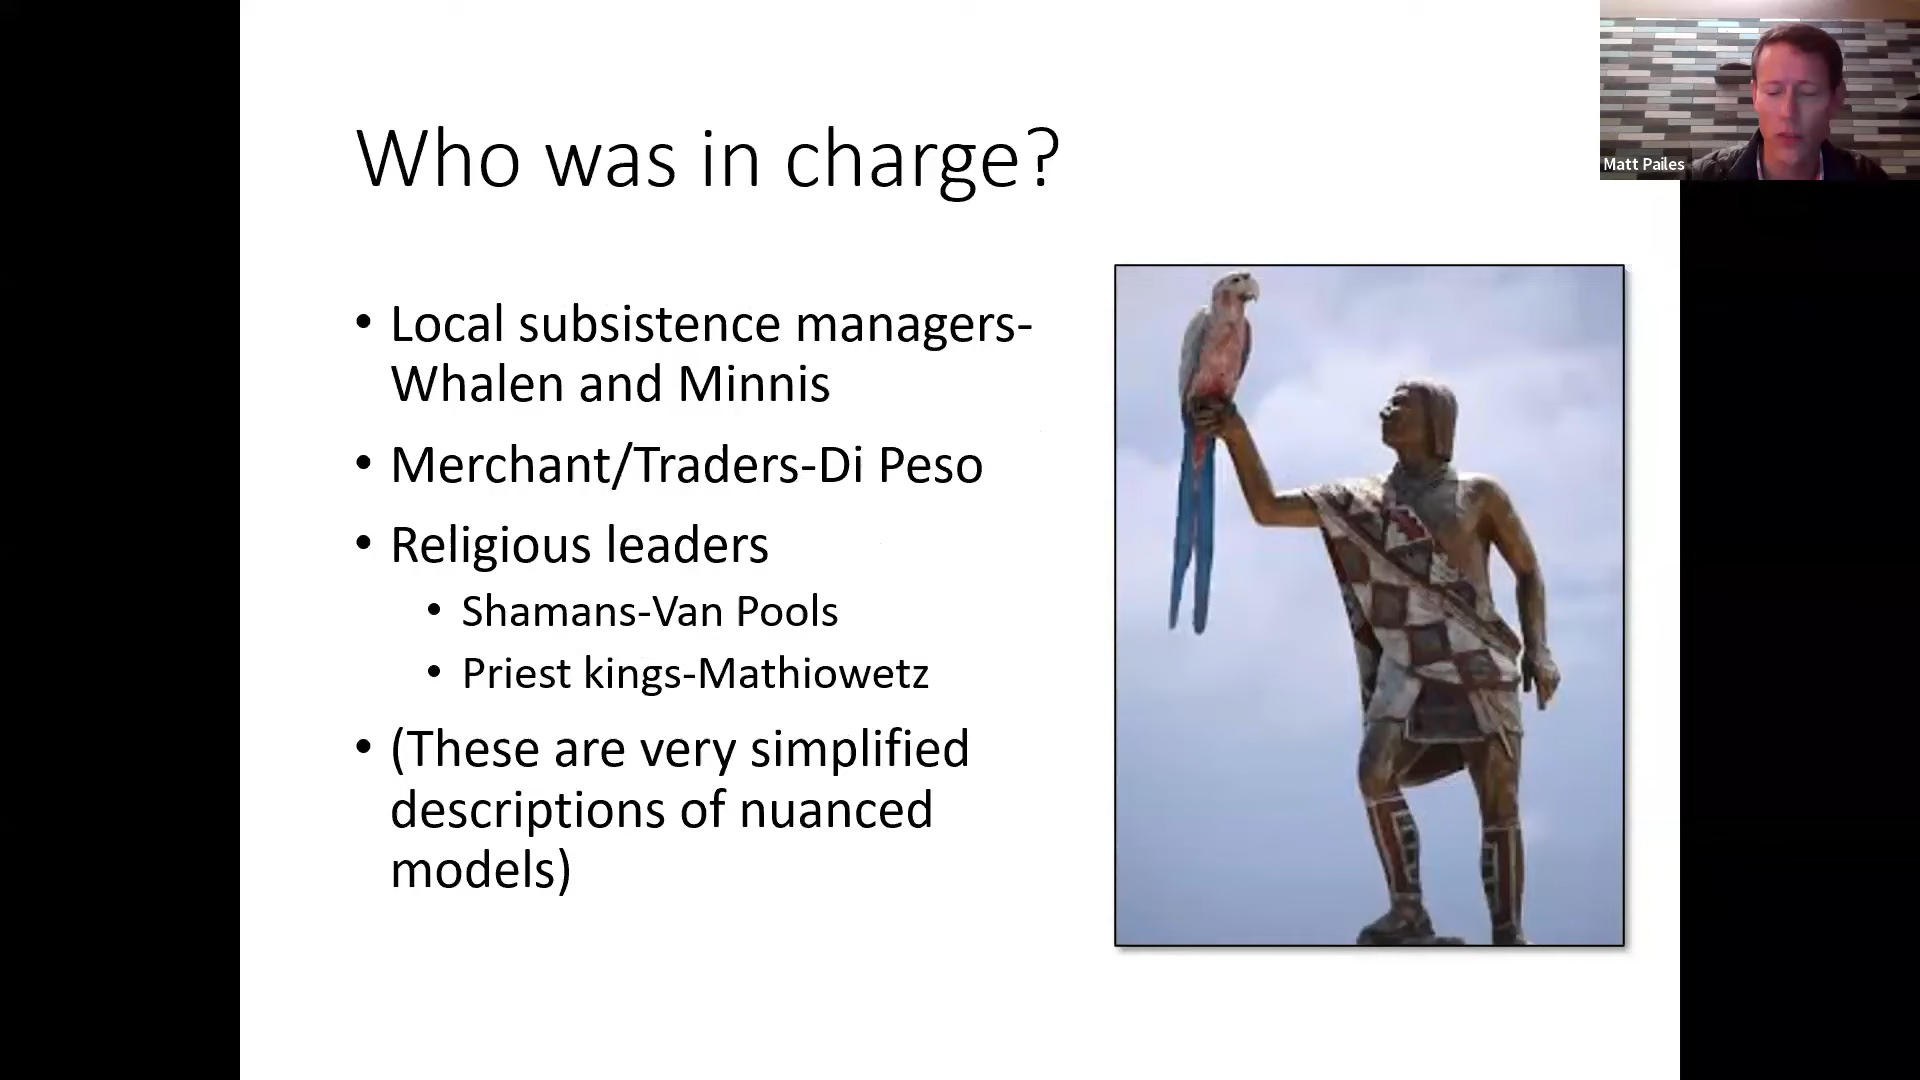 Who was in charge?
• Local subsistence managers-
Whalen and Minnis
• Merchant/Traders-Di Peso
• Religious leaders
• Shamans-Van Pools
• Priest kings-Mathiowetz
• (These are very simplified
descriptions of nuanced
models)
Matt Pailes